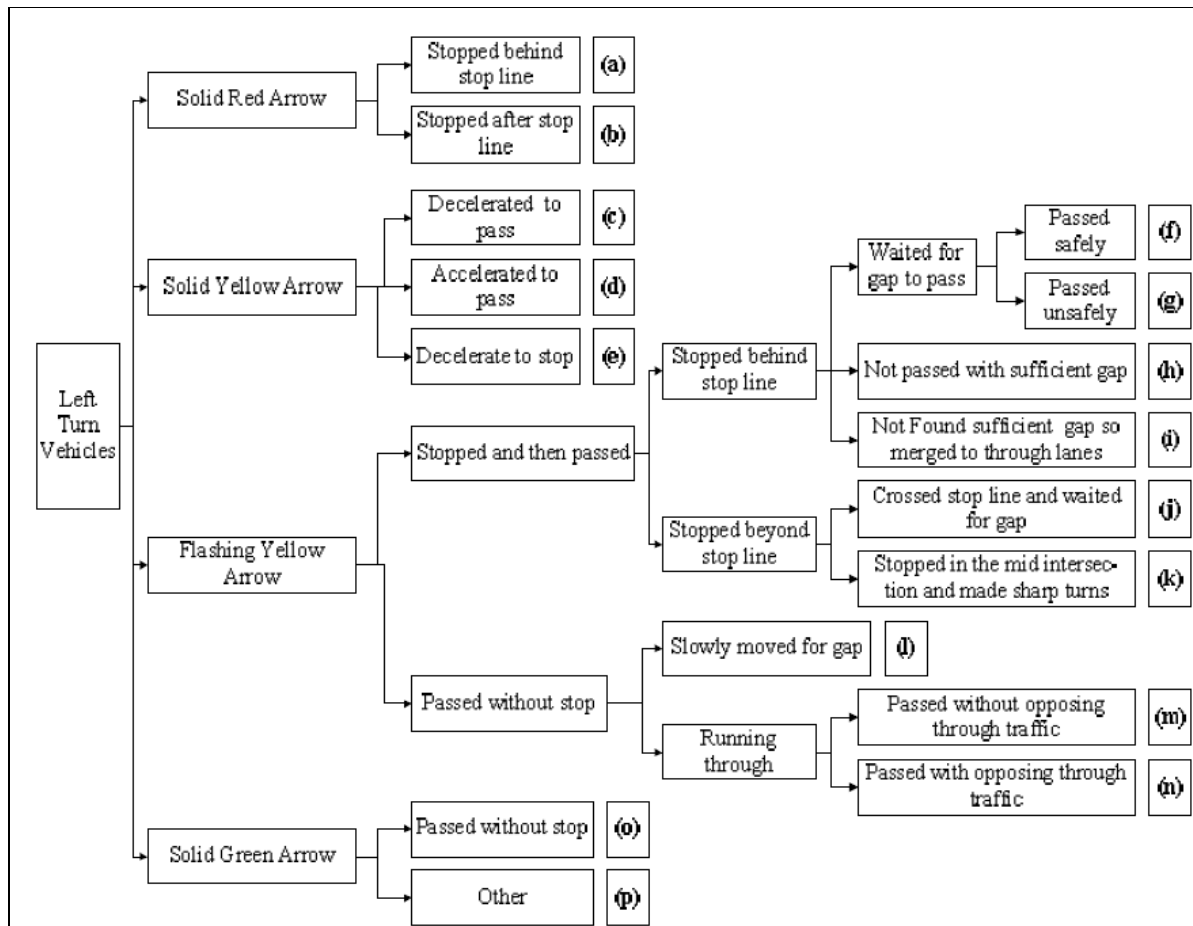 Left
Turn
Vehicles
Solid Red Arrow
Stopped behind
stop line
(a)
Stopped after stop
line
(b)
Solid Yellow Arrow
Decelerated to
pass
(c)
Accelerated to
pass
(d)
Decelerate to stop
(e)
Flashing Yellow
Arrow
Stopped and then passed
Stopped behind
stop line
Waited for
gap to pass
Passed
safely
(f)
Passed
unsafely
(g)
Not passed with sufficient gap
(h)
Not Found sufficient gap so
merged to through lanes
(i)
Stopped beyond
stop line
Crossed stop line and waited
for gap
(j)
Stopped in the mid intersec-
tion and made sharp turns
(k)
Passed without stop
Slowly moved for gap
(l)
Running
through
Passed without opposing
through traffic
(m)
Passed with opposing through
traffic
(n)
Solid Green Arrow
Passed without stop
(o)
Other
(p)